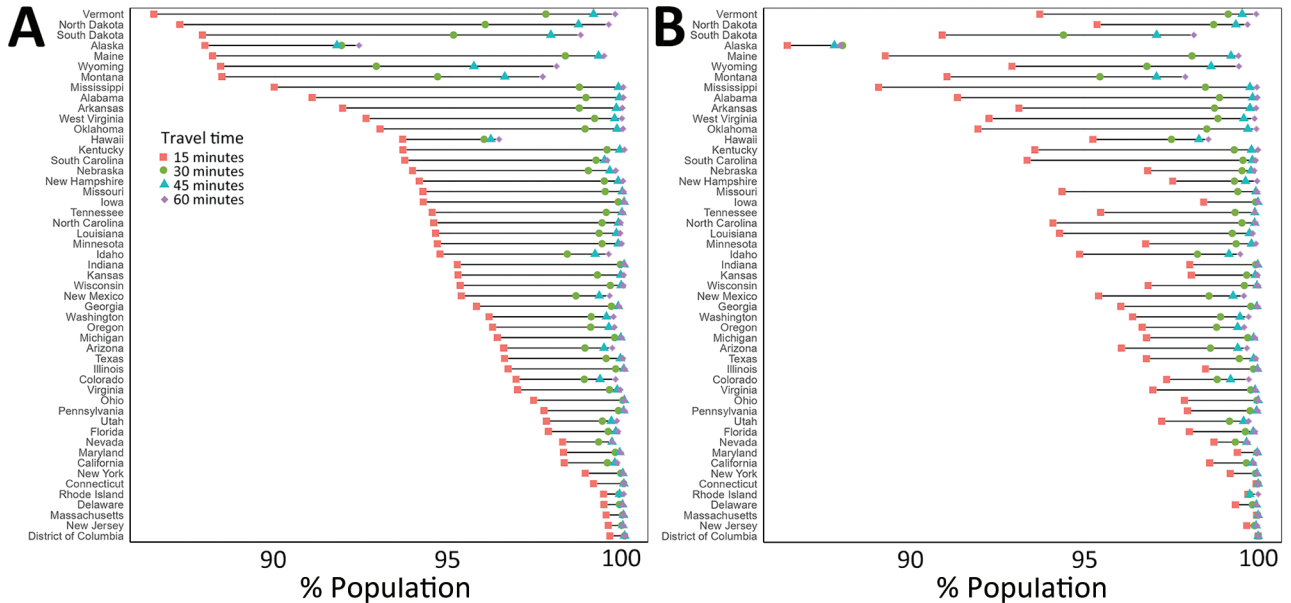 A
Vermont
North Dakota
South Dakota
Alaska
Maine
Wyoming
Montana
Mississippi
Alabama
Arkansas
West Virginia
Oklahoma
Hawaii
Kentucky
South Carolina
Nebraska
New Hampshire
Missouri
Iowa
Tennessee
North Carolina
Louisiana
Minnesota
Idaho
Indiana
Kansas
Wisconsin
New Mexico
Georgia
Washington
Oregon
Michigan
Arizona
Texas
Illinois
Colorado
Virginia
Ohio
Pennsylvania
Utah
Florida
Nevada
Maryland
California
New York
Connecticut
Rhode Island
Delaware
Massachusetts
New Jersey
District of Columbia
Travel time
15 minutes
30 minutes
45 minutes
60 minutes
90 95 100
% Population
B
Vermont
North Dakota
South Dakota
Alaska
Maine
Wyoming
Montana
Mississippi
Alabama
Arkansas
West Virginia
Oklahoma
Hawaii
Kentucky
South Carolina
Nebraska
New Hampshire
Missouri
Iowa
Tennessee
North Carolina
Louisiana
Minnesota
Idaho
Indiana
Kansas
Wisconsin
New Mexico
Georgia
Washington
Oregon
Michigan
Arizona
Texas
Illinois
Colorado
Virginia
Ohio
Pennsylvania
Utah
Florida
Nevada
Maryland
California
New York
Connecticut
Rhode Island
Delaware
Massachusetts
New Jersey
District of Columbia
90 95 100
% Population